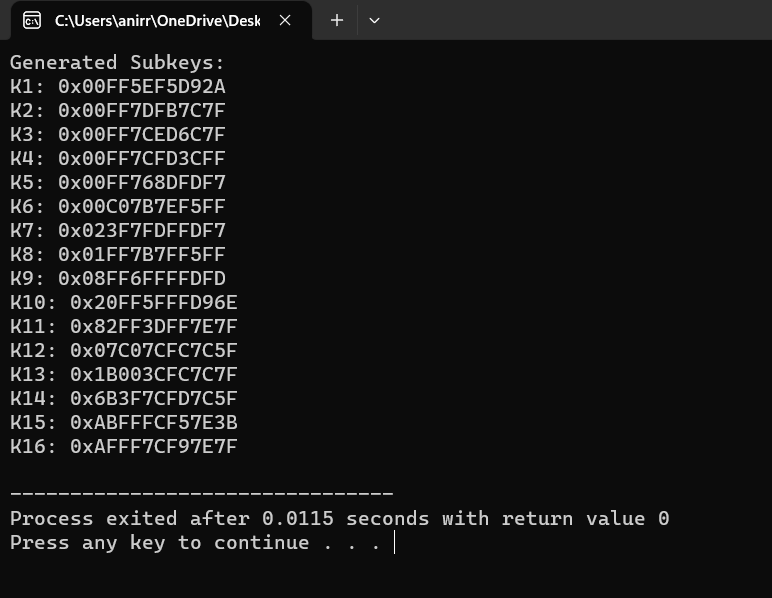 C:\Users\anirr\OneDrive\Desk
Generated Subkeys:
K1: 0x00FF5EF5D92A
K2: 0x00FF7DFB7C7F
K3: 0x00FF7CED6C7F
K4: 0x00FF7CFD3CFF
K5: 0x00FF768DFDF7
K6: 0x00C07B7EF5FF
K7: 0x023F7FDFFDF7
K8: 0x01FF7B7FF5FF
K9: 0x08FF6FFFFDFD
K10: 0x20FF5FFFD96E
K11: 0x82FF3DFF7E7F
K12: 0x07C07CFC7C5F
K13: 0x1B003CFC7C7F
K14: 0x6B3F7CFD7C5F
K15: 0xABFFFCF57E3B
K16: 0xAFFF7CF97E7F
--------------------------------
Process exited after 0.0115 seconds with return value 0
Press any key to continue . . .